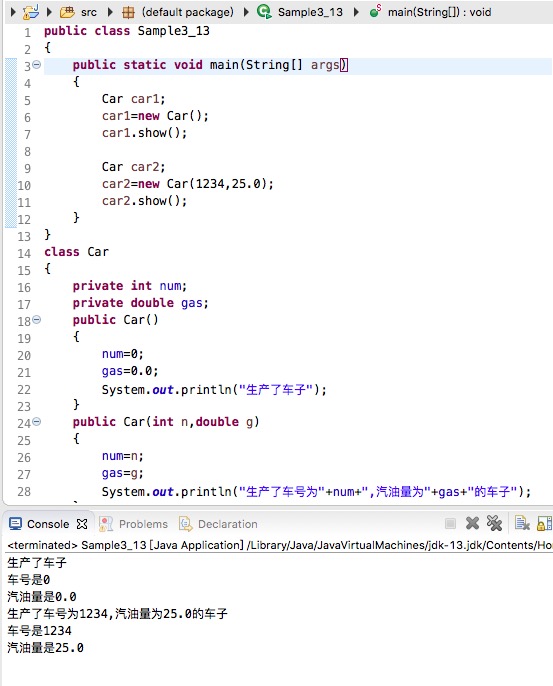 src (default package) Sample3_13 main(String[]) : void
1 public class Sample3_13
2 {
3 public static void main(String[] args)
4 {
5 Car car1;
6 car1=new Car();
7 car1.show();
8
9 Car car2;
10 car2=new Car(1234,25.0);
11 car2.show();
12 }
13 }
14 class Car
15 {
16 private int num;
17 private double gas;
18 public Car()
19 {
20 num=0;
21 gas=0.0;
22 System.out.println("生产了车子");
23 }
24 public Car(int n,double g)
25 {
26 num=n;
27 gas=g;
28 System.out.println("生产了车号为"+num+",汽油量为"+gas+"的车子");
Console Problems Declaration
<terminated> Sample3_13 [Java Application] /Library/Java/JavaVirtualMachines/jdk-13.jdk/Contents/Ho
生产了车子
车号是0
汽油量是0.0
生产了车号为1234,汽油量为25.0的车子
车号是1234
汽油量是25.0